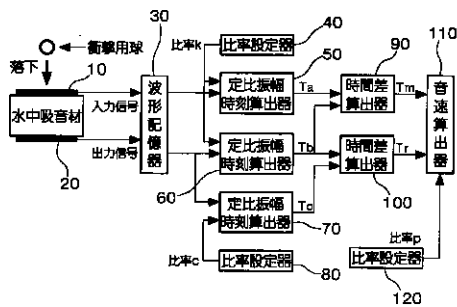 衝撃用球
落下
10
水中吸音材
20
入力信号
出力信号
30
波形記憶器
比率k
比率設定器
40
50
定比振幅
時刻算出器
Ta
定比振幅
時刻算出器
60
Tb
定比振幅
時刻算出器
70
Tc
比率c
比率設定器
80
90
時間差
算出器
Tm
時間差
算出器
Tr
100
110
音速算出器
比率p
比率設定器
120